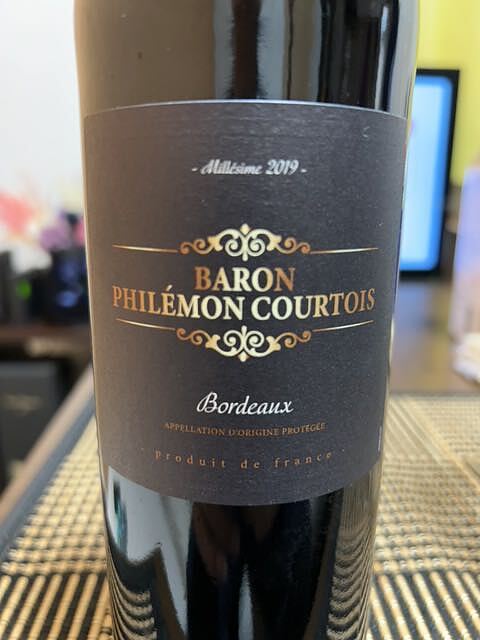 - Millésime 2019 -
BARON
PHILÉMON COURTOIS
Bordeaux
APPELLATION D'ORIGINE PROTÉGÉE
· produit de france ·